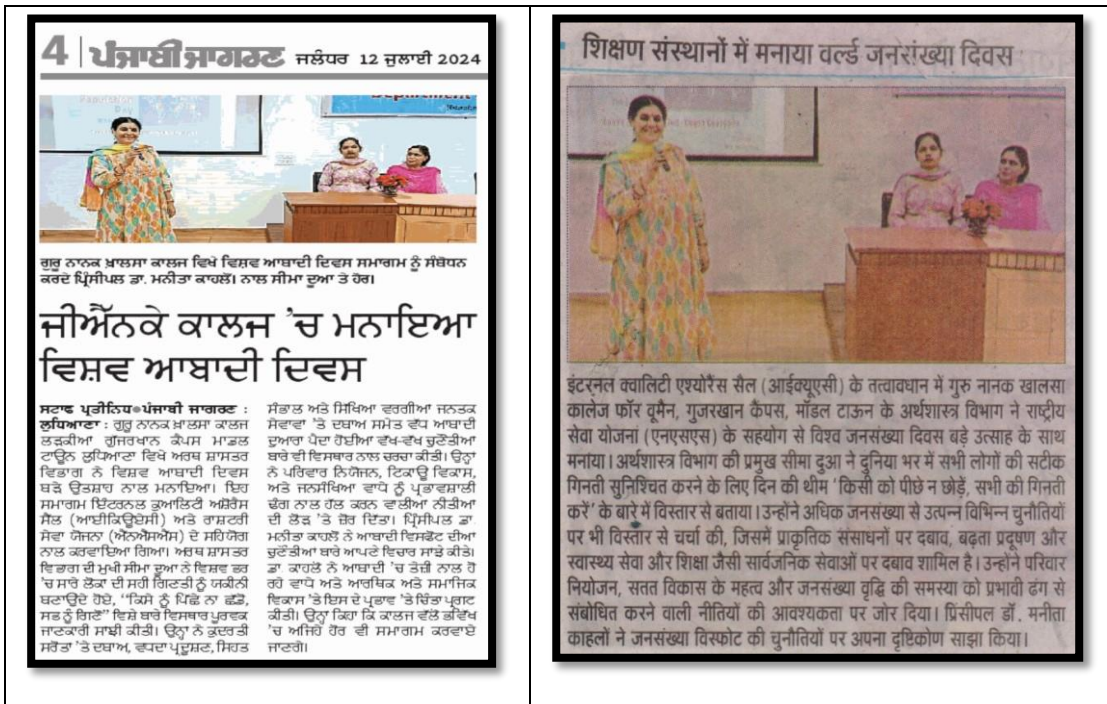 4 ਪੰਜਾਬੀ ਜਾਗਰਣ ਜਲੰਧਰ 12 ਜੁਲਾਈ 2024
ਗੁਰੂ ਨਾਨਕ ਖ਼ਾਲਸਾ ਕਾਲਜ ਵਿਖੇ ਵਿਸ਼ਵ ਆਬਾਦੀ ਦਿਵਸ ਸਮਾਗਮ ਨੂੰ ਸੰਬੋਧਨ
ਕਰਦੇ ਪ੍ਰਿੰਸੀਪਲ ਡਾ. ਮਨੀਤਾ ਕਾਹਲੋਂ। ਨਾਲ ਸੀਮਾ ਦੂਆ ਤੇ ਹੋਰ।
ਜੀਐੱਨਕੇ ਕਾਲਜ ’ਚ ਮਨਾਇਆ
ਵਿਸ਼ਵ ਆਬਾਦੀ ਦਿਵਸ
ਸਟਾਫ ਪ੍ਰਤੀਨਿਧ●ਪੰਜਾਬੀ ਜਾਗਰਣ :
ਲੁਧਿਆਣਾ : ਗੁਰੂ ਨਾਨਕ ਖ਼ਾਲਸਾ ਕਾਲਜ
ਲੜਕੀਆਂ ਗੁੱਜਰਖਾਨ ਕੈਂਪਸ ਮਾਡਲ
ਟਾਊਨ ਲੁਧਿਆਣਾ ਵਿਖੇ ਅਰਥ ਸ਼ਾਸਤਰ
ਵਿਭਾਗ ਨੇ ਵਿਸ਼ਵ ਆਬਾਦੀ ਦਿਵਸ
ਬੜੇ ਉਤਸ਼ਾਹ ਨਾਲ ਮਨਾਇਆ। ਇਹ
ਸਮਾਗਮ ਇੰਟਰਨਲ ਕੁਆਲਿਟੀ ਅਸ਼ੋਰੈਂਸ
ਸੈੱਲ (ਆਈਕਿਊਏਸੀ) ਅਤੇ ਰਾਸ਼ਟਰੀ
ਸੇਵਾ ਯੋਜਨਾ (ਐੱਨਐੱਸਐੱਸ) ਦੇ ਸਹਿਯੋਗ
ਨਾਲ ਕਰਵਾਇਆ ਗਿਆ। ਅਰਥ ਸ਼ਾਸਤਰ
ਵਿਭਾਗ ਦੀ ਮੁਖੀ ਸੀਮਾ ਦੂਆ ਨੇ ਵਿਸ਼ਵ ਭਰ
’ਚ ਸਾਰੇ ਲੋਕਾਂ ਦੀ ਸਹੀ ਗਿਣਤੀ ਨੂੰ ਯਕੀਨੀ
ਬਣਾਉਂਦੇ ਹੋਏ, “ਕਿਸੇ ਨੂੰ ਪਿੱਛੇ ਨਾ ਛੱਡੋ,
ਸਭ ਨੂੰ ਗਿਣੋ” ਵਿਸ਼ੇ ਬਾਰੇ ਵਿਸਥਾਰ ਪੂਰਵਕ
ਜਾਣਕਾਰੀ ਸਾਂਝੀ ਕੀਤੀ। ਉਨ੍ਹਾਂ ਨੇ ਕੁਦਰਤੀ
ਸਰੋਤਾਂ ’ਤੇ ਦਬਾਅ, ਵਧਦਾ ਪ੍ਰਦੂਸ਼ਣ, ਸਿਹਤ
ਸੰਭਾਲ ਅਤੇ ਸਿੱਖਿਆ ਵਰਗੀਆਂ ਜਨਤਕ
ਸੇਵਾਵਾਂ ’ਤੇ ਦਬਾਅ ਸਮੇਤ ਵੱਧ ਆਬਾਦੀ
ਦੁਆਰਾ ਪੈਦਾ ਹੋਈਆਂ ਵੱਖ-ਵੱਖ ਚੁਣੌਤੀਆਂ
ਬਾਰੇ ਵੀ ਵਿਸਥਾਰ ਨਾਲ ਚਰਚਾ ਕੀਤੀ। ਉਨ੍ਹਾਂ
ਨੇ ਪਰਿਵਾਰ ਨਿਯੋਜਨ, ਟਿਕਾਊ ਵਿਕਾਸ,
ਅਤੇ ਜਨਸੰਖਿਆ ਵਾਧੇ ਨੂੰ ਪ੍ਰਭਾਵਸ਼ਾਲੀ
ਢੰਗ ਨਾਲ ਹੱਲ ਕਰਨ ਵਾਲੀਆਂ ਨੀਤੀਆਂ
ਦੀ ਲੋੜ ’ਤੇ ਜ਼ੋਰ ਦਿੱਤਾ। ਪ੍ਰਿੰਸੀਪਲ ਡਾ.
ਮਨੀਤਾ ਕਾਹਲੋਂ ਨੇ ਆਬਾਦੀ ਵਿਸਫੋਟ ਦੀਆਂ
ਚੁਣੌਤੀਆਂ ਬਾਰੇ ਆਪਣੇ ਵਿਚਾਰ ਸਾਂਝੇ ਕੀਤੇ।
ਡਾ. ਕਾਹਲੋਂ ਨੇ ਆਬਾਦੀ ’ਚ ਤੇਜ਼ੀ ਨਾਲ ਹੋ
ਰਹੇ ਵਾਧੇ ਅਤੇ ਆਰਥਿਕ ਅਤੇ ਸਮਾਜਿਕ
ਵਿਕਾਸ ’ਤੇ ਇਸ ਦੇ ਪ੍ਰਭਾਵ ’ਤੇ ਚਿੰਤਾ ਪ੍ਰਗਟ
ਕੀਤੀ। ਉਨ੍ਹਾਂ ਕਿਹਾ ਕਿ ਕਾਲਜ ਵੱਲੋਂ ਭਵਿੱਖ
’ਚ ਅਜਿਹੇ ਹੋਰ ਵੀ ਸਮਾਗਮ ਕਰਵਾਏ
ਜਾਣਗੇ।
शिक्षण संस्थानों में मनाया वर्ल्ड जनसंख्या दिवस
इंटरनल क्वालिटी एश्योरैंस सैल (आईक्यूएसी) के तत्वावधान में गुरु नानक खालसा
कालेज फॉर वूमैन, गुजरखान कैंपस, मॉडल टाऊन के अर्थशास्त्र विभाग ने राष्ट्रीय
सेवा योजना (एनएसएस) के सहयोग से विश्व जनसंख्या दिवस बड़े उत्साह के साथ
मनाया। अर्थशास्त्र विभाग की प्रमुख सीमा दुआ ने दुनिया भर में सभी लोगों की सटीक
गिनती सुनिश्चित करने के लिए दिन की थीम ‘किसी को पीछे न छोड़ें, सभी की गिनती
करें’ के बारे में विस्तार से बताया। उन्होंने अधिक जनसंख्या से उत्पन्न विभिन्न चुनौतियों
पर भी विस्तार से चर्चा की, जिसमें प्राकृतिक संसाधनों पर दबाव, बढ़ता प्रदूषण और
स्वास्थ्य सेवा और शिक्षा जैसी सार्वजनिक सेवाओं पर दबाव शामिल है। उन्होंने परिवार
नियोजन, सतत विकास के महत्व और जनसंख्या वृद्धि की समस्या को प्रभावी ढंग से
संबोधित करने वाली नीतियों की आवश्यकता पर जोर दिया। प्रिंसीपल डॉ. मनीता
काहलों ने जनसंख्या विस्फोट की चुनौतियों पर अपना दृष्टिकोण साझा किया।